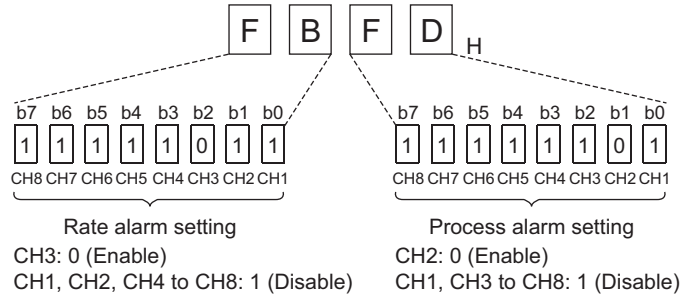 F B F D H
b7 b6 b5 b4 b3 b2 b1 b0 b7 b6 b5 b4 b3 b2 b1 b0
1 1 1 1 1 0 1 1 1 1 1 1 1 1 0 1
CH8 CH7 CH6 CH5 CH4 CH3 CH2 CH1 CH8 CH7 CH6 CH5 CH4 CH3 CH2 CH1
Rate alarm setting
CH3: 0 (Enable)
CH1, CH2, CH4 to CH8: 1 (Disable)
Process alarm setting
CH2: 0 (Enable)
CH1, CH3 to CH8: 1 (Disable)